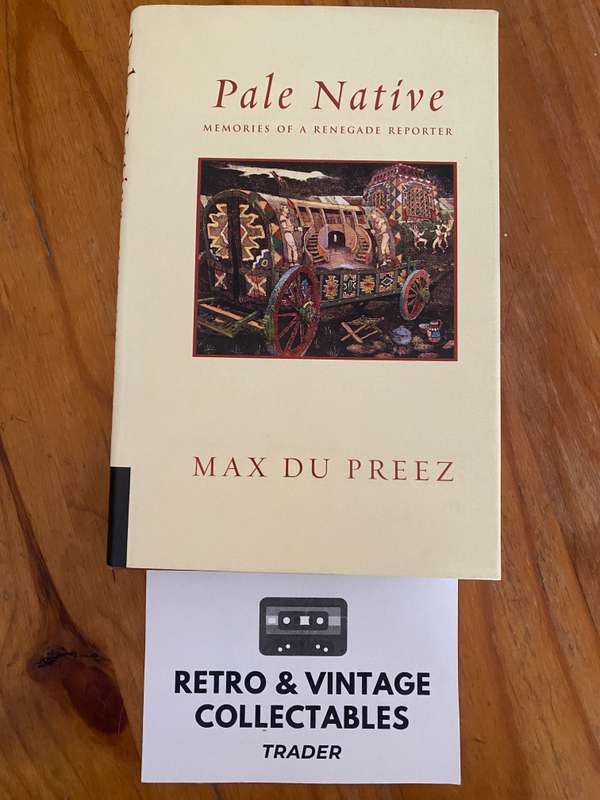 Pale Native
MEMORIES OF A RENEGADE REPORTER
MAX DU PREEZ
RETRO & VINTAGE
COLLECTABLES
TRADER